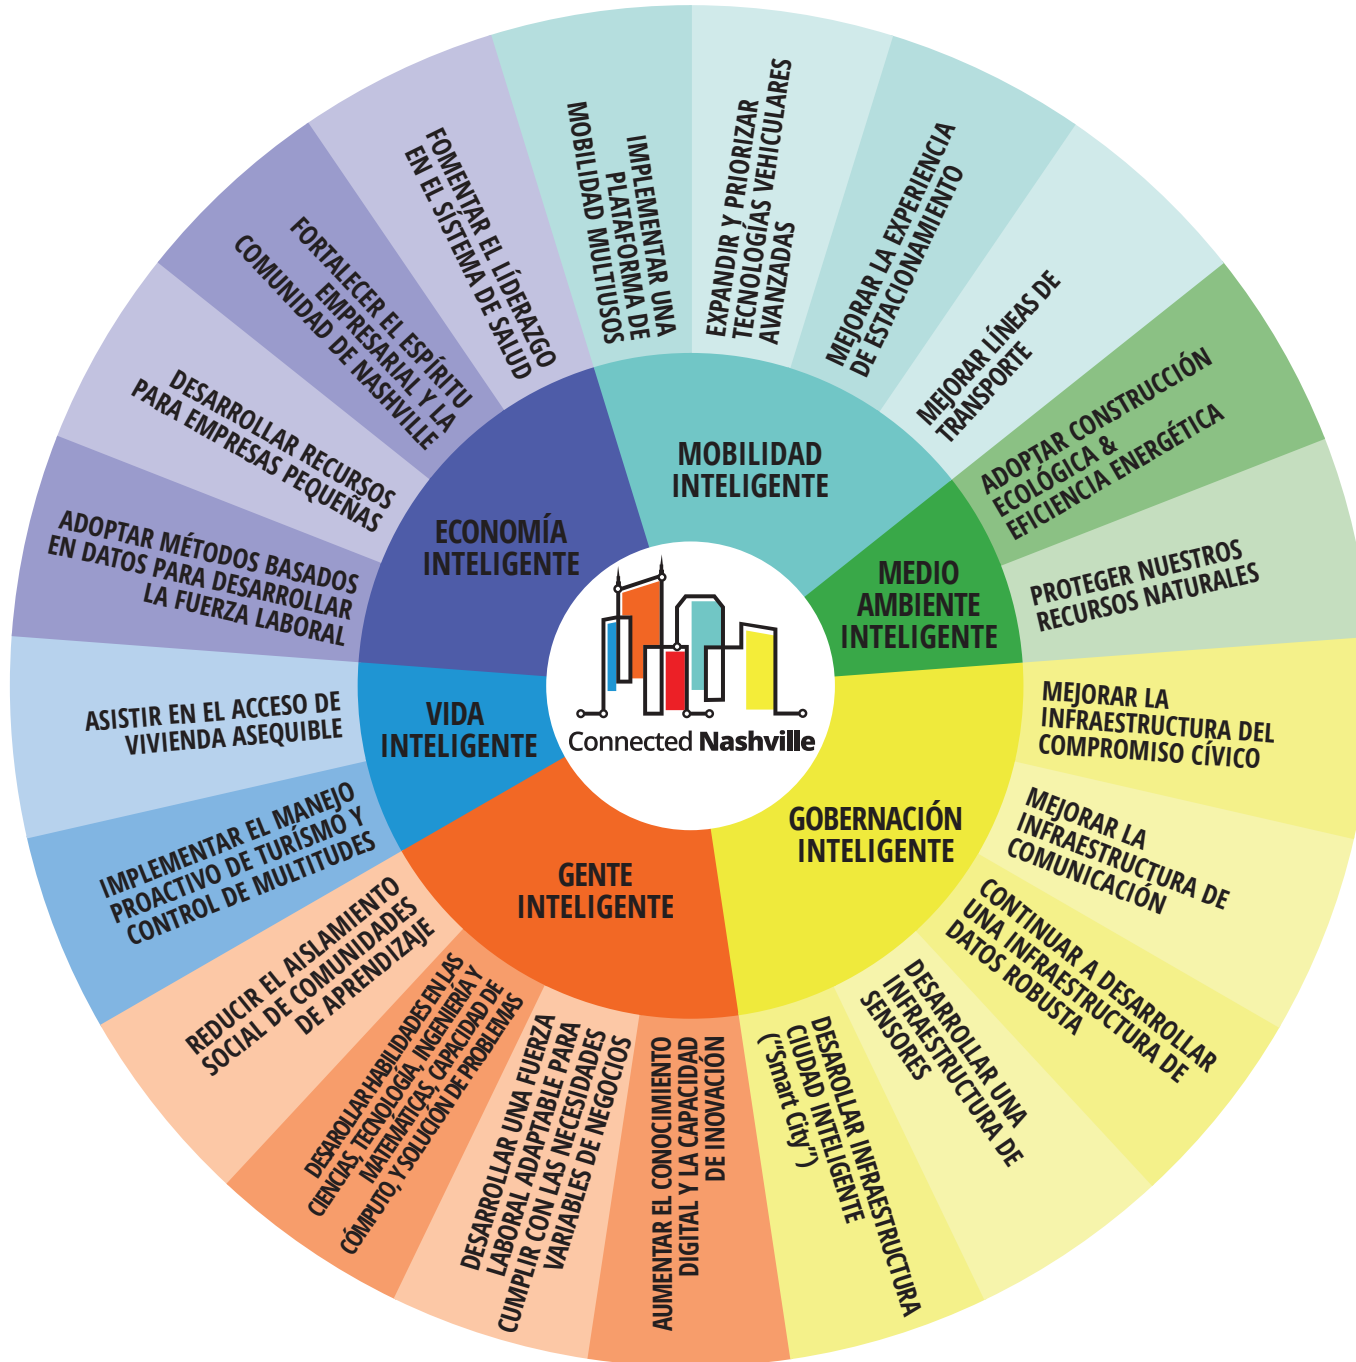 Connected Nashville
MOBILIDAD
INTELIGENTE
IMPLEMENTAR UNA
PLATAFORMA DE
MOBILIDAD MULTIUSOS
EXPANDIR Y PRIORIZAR
TECNOLOGÍAS VEHICULARES
AVANZADAS
MEJORAR LA EXPERIENCIA
DE ESTACIONAMIENTO
MEJORAR LÍNEAS DE
TRANSPORTE
MEDIO
AMBIENTE
INTELIGENTE
ADOPTAR CONSTRUCCIÓN
ECOLÓGICA &
EFICIENCIA ENERGÉTICA
PROTEGER NUESTROS
RECURSOS NATURALES
GOBERNACIÓN
INTELIGENTE
MEJORAR LA
INFRAESTRUCTURA DEL
COMPROMISO CÍVICO
MEJORAR LA
INFRAESTRUCTURA DE
COMUNICACIÓN
CONTINUAR A DESARROLLAR
UNA INFRAESTRUCTURA DE
DATOS ROBUSTA
DESARROLLAR UNA
INFRAESTRUCTURA DE
SENSORES
DESAROLLAR INFRAESTRUCTURA
CIUDAD INTELIGENTE
(“Smart City”)
GENTE
INTELIGENTE
AUMENTAR EL CONOCIMIENTO
DIGITAL Y LA CAPACIDAD
DE INOVACIÓN
DESARROLLAR UNA FUERZA
LABORAL ADAPTABLE PARA
CUMPLIR CON LAS NECESIDADES
VARIABLES DE NEGOCIOS
DESAROLLAR HABILIDADES EN LAS
CIENCIAS, TECNOLOGÍA, INGENIERÍA Y
MATEMÁTICAS, CAPACIDAD DE
CÓMPUTO, Y SOLUCIÓN DE PROBLEMAS
REDUCIR EL AISLAMIENTO
SOCIAL DE COMUNIDADES
DE APRENDIZAJE
VIDA
INTELIGENTE
IMPLEMENTAR EL MANEJO
PROACTIVO DE TURÍSMO Y
CONTROL DE MULTITUDES
ASISTIR EN EL ACCESO DE
VIVIENDA ASEQUIBLE
ECONOMÍA
INTELIGENTE
ADOPTAR MÉTODOS BASADOS
EN DATOS PARA DESARROLLAR
LA FUERZA LABORAL
DESARROLLAR RECURSOS
PARA EMPRESAS PEQUEÑAS
FORTALECER EL ESPÍRITU
EMPRESARIAL Y LA
COMUNIDAD DE NASHVILLE
FOMENTAR EL LÍDERAZGO
EN EL SÍSTEMA DE SALUD